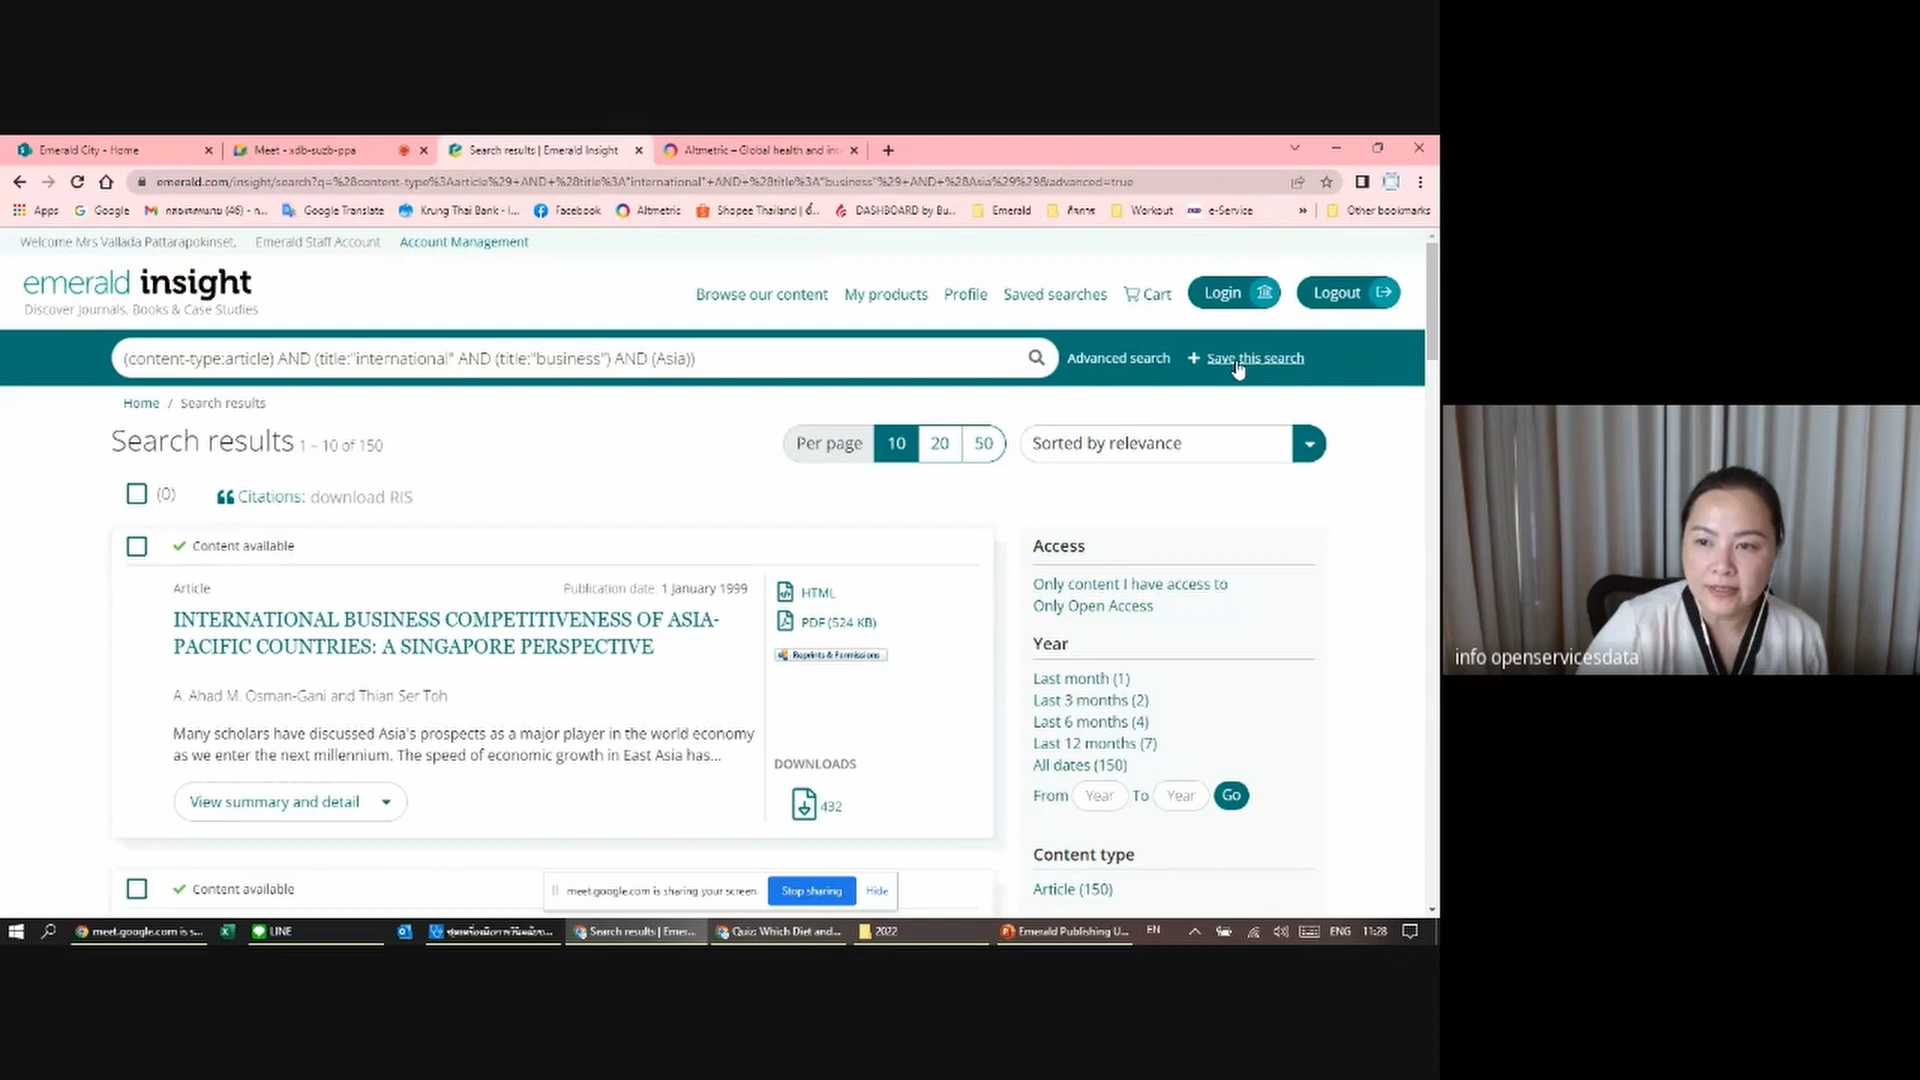 Emerald City - Home
Meet - xdb-suzb-ppa
Search results | Emerald Insight
Altmetric – Global health and int
emerald.com/insight/search?q=%28content-type%3Aarticle%29+AND+%28title%3A"international"+AND+%28title%3A"business"%29+AND+%28Asia%29%29&advanced=true
Apps
Google
Google Translate
Krung Thai Bank - I...
Facebook
Altmetric
Shopee Thailand |
DASHBOARD by Bu...
Emerald
Workout
e-Service
»
Other bookmarks
Welcome Mrs Vallada Pattarapokinset, Emerald Staff Account Account Management
emerald insight
Discover Journals, Books & Case Studies
Browse our content My products Profile Saved searches Cart Login Logout
(content-type:article) AND (title:"international" AND (title:"business") AND (Asia))
Advanced search + Save this search
Home / Search results
Search results 1 – 10 of 150
Per page 10 20 50
Sorted by relevance
(0) Citations: download RIS
Content available
Article
Publication date: 1 January 1999
INTERNATIONAL BUSINESS COMPETITIVENESS OF ASIA-
PACIFIC COUNTRIES: A SINGAPORE PERSPECTIVE
A. Ahad M. Osman-Gani and Thian Ser Toh
Many scholars have discussed Asia's prospects as a major player in the world economy
as we enter the next millennium. The speed of economic growth in East Asia has...
View summary and detail
HTML
PDF (524 KB)
Reprints & Permissions
DOWNLOADS
432
Access
Only content I have access to
Only Open Access
Year
Last month (1)
Last 3 months (2)
Last 6 months (4)
Last 12 months (7)
All dates (150)
From Year To Year Go
Content type
Article (150)
Content available
meet.google.com is sharing your screen.
Stop sharing
Hide
meet.google.com is s...
LINE
Search results | Emer...
Quiz: Which Diet and...
2022
Emerald Publishing U...
EN
ENG
11:28
info openservicesdata